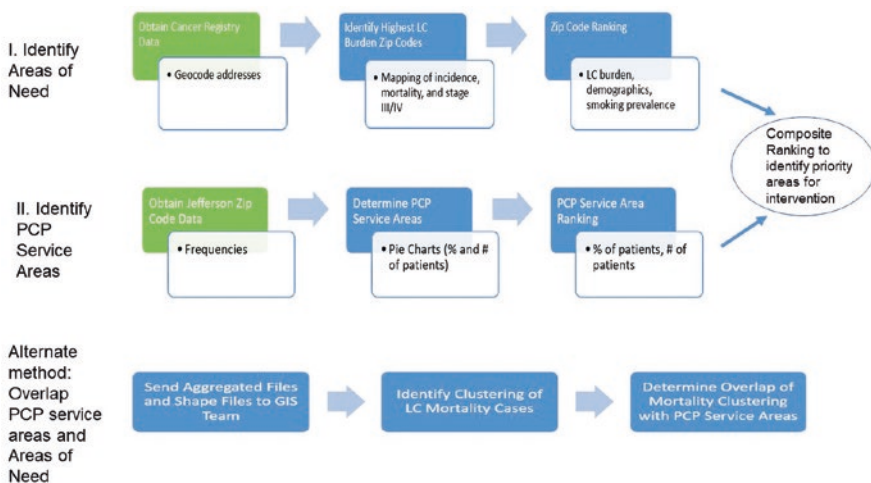 I. Identify
Areas of
Need
Obtain Cancer Registry
Data
• Geocode addresses
Identify Highest LC
Burden Zip Codes
• Mapping of incidence,
mortality, and stage
III/IV
Zip Code Ranking
• LC burden,
demographics,
smoking prevalence
Composite
Ranking to
identify priority
areas for
intervention
II. Identify
PCP
Service
Areas
Obtain Jefferson Zip
Code Data
• Frequencies
Determine PCP
Service Areas
• Pie Charts (% and #
of patients)
PCP Service Area
Ranking
• % of patients, # of
patients
Alternate
method:
Overlap
PCP service
areas and
Areas of
Need
Send Aggregated Files
and Shape Files to GIS
Team
Identify Clustering of
LC Mortality Cases
Determine Overlap of
Mortality Clustering
with PCP Service Areas